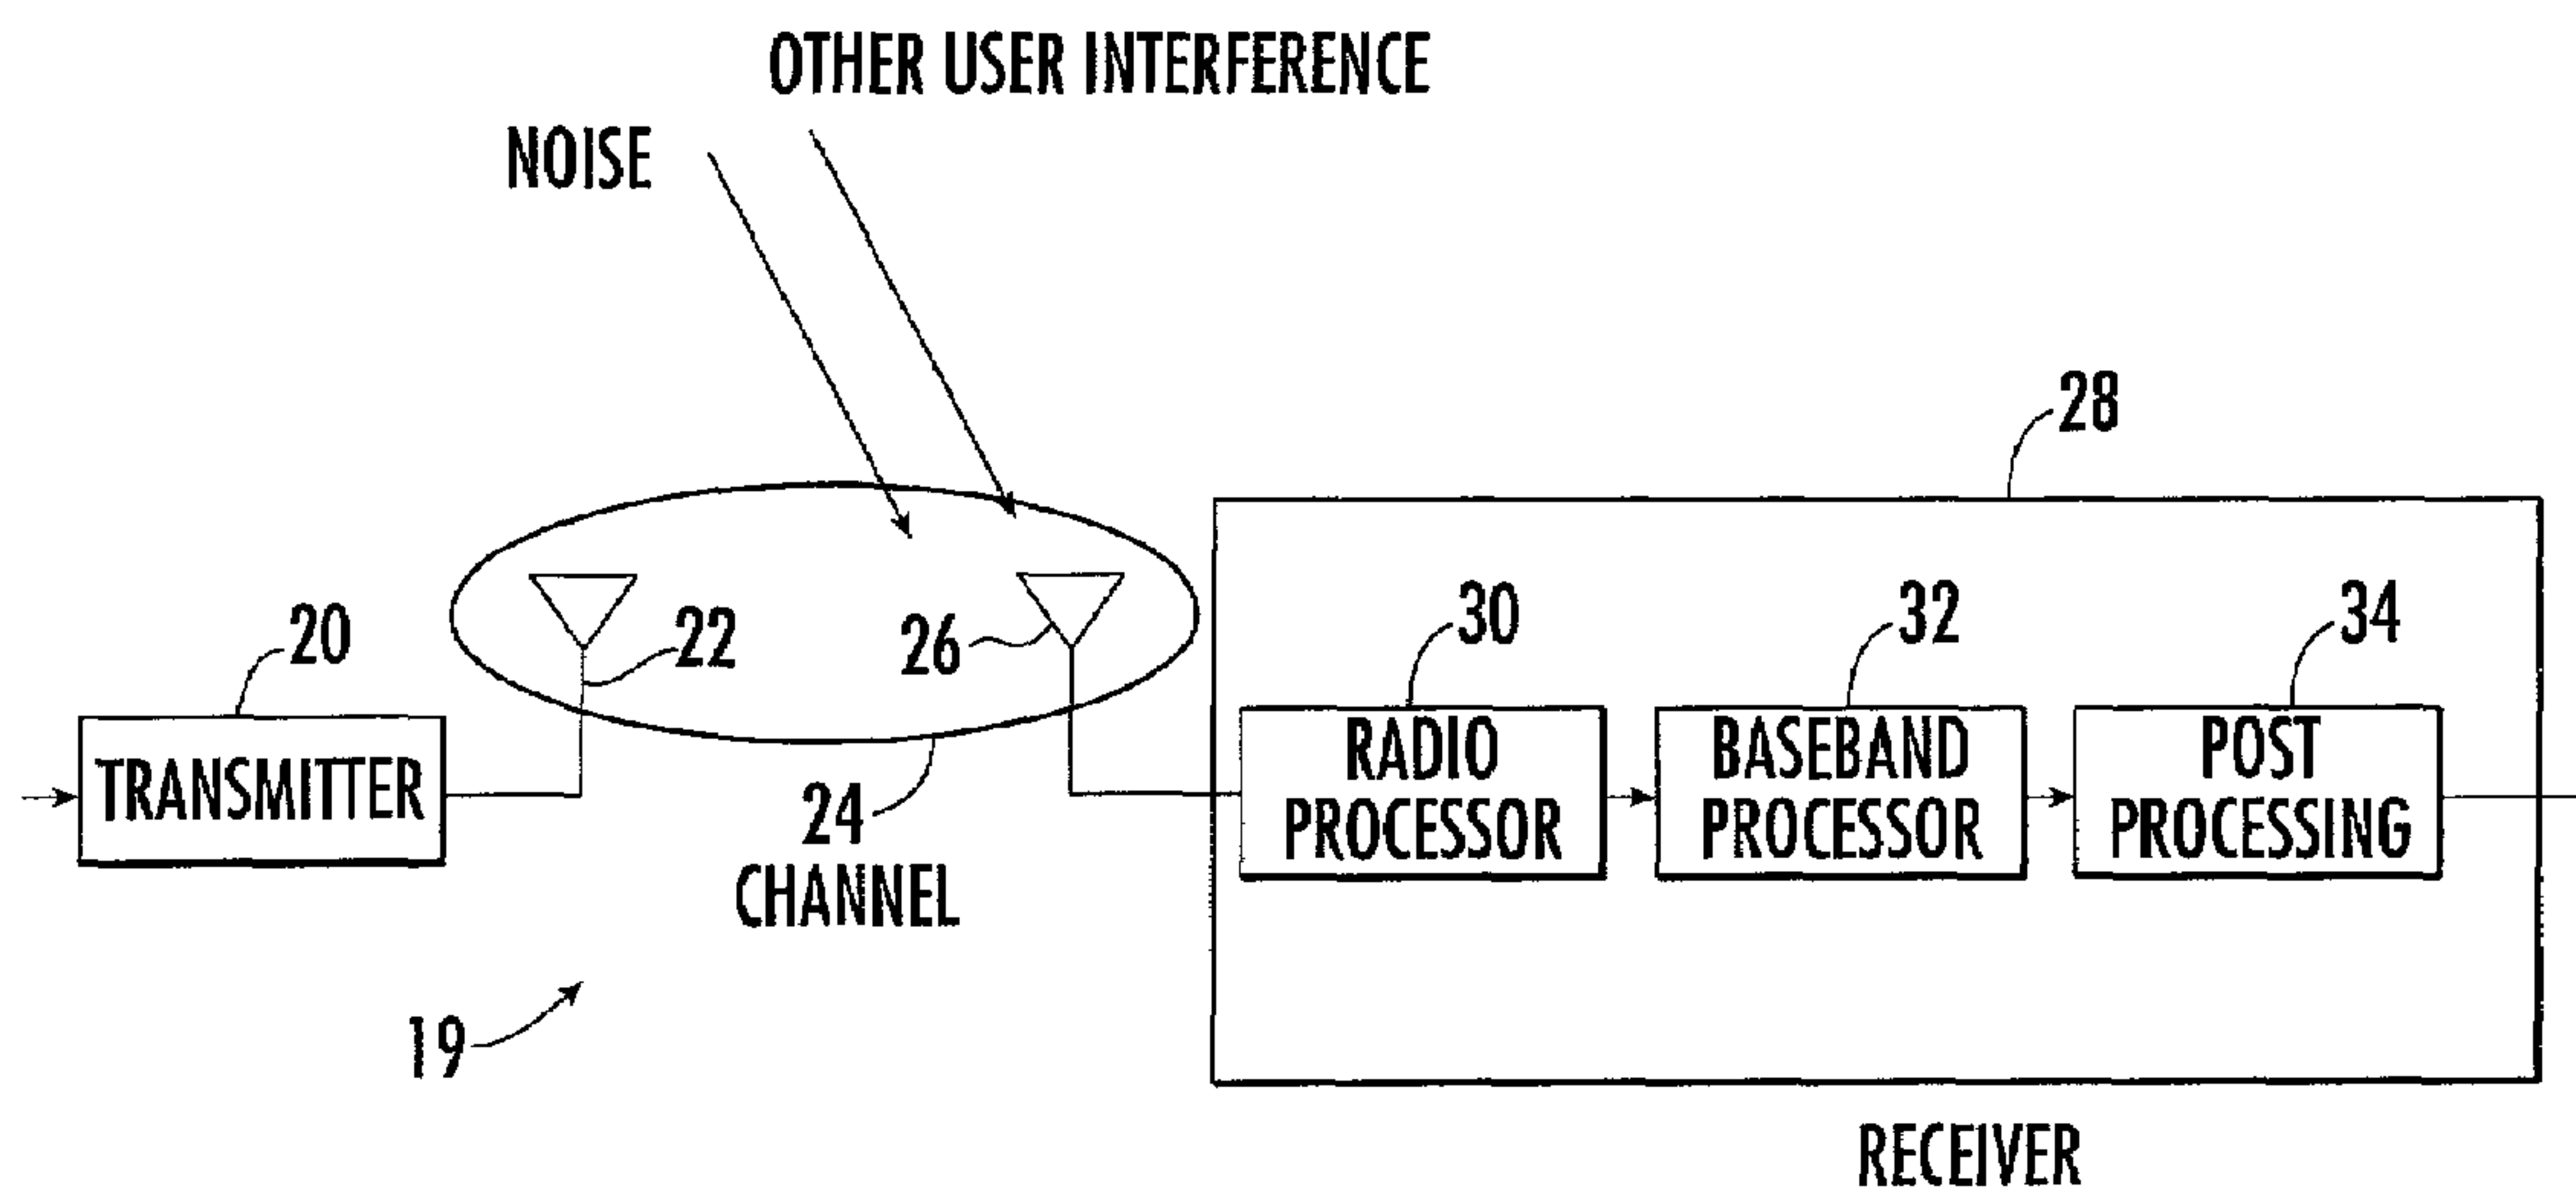 OTHER USER INTERFERENCE
NOISE
28
20
22
26
30
32
34
TRANSMITTER
RADIO
PROCESSOR
BASEBAND
PROCESSOR
POST
PROCESSING
24
CHANNEL
19
RECEIVER